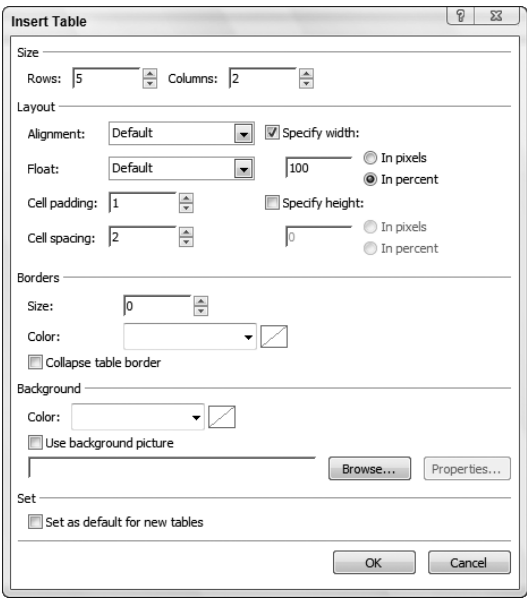 Insert Table
Size
Rows: 5 Columns: 2
Layout
Alignment: Default Specify width:
Float: Default 100 In pixels
In percent
Cell padding: 1 Specify height:
Cell spacing: 2 0 In pixels
In percent
Borders
Size: 0
Color:
Collapse table border
Background
Color:
Use background picture
Browse... Properties...
Set
Set as default for new tables
OK Cancel